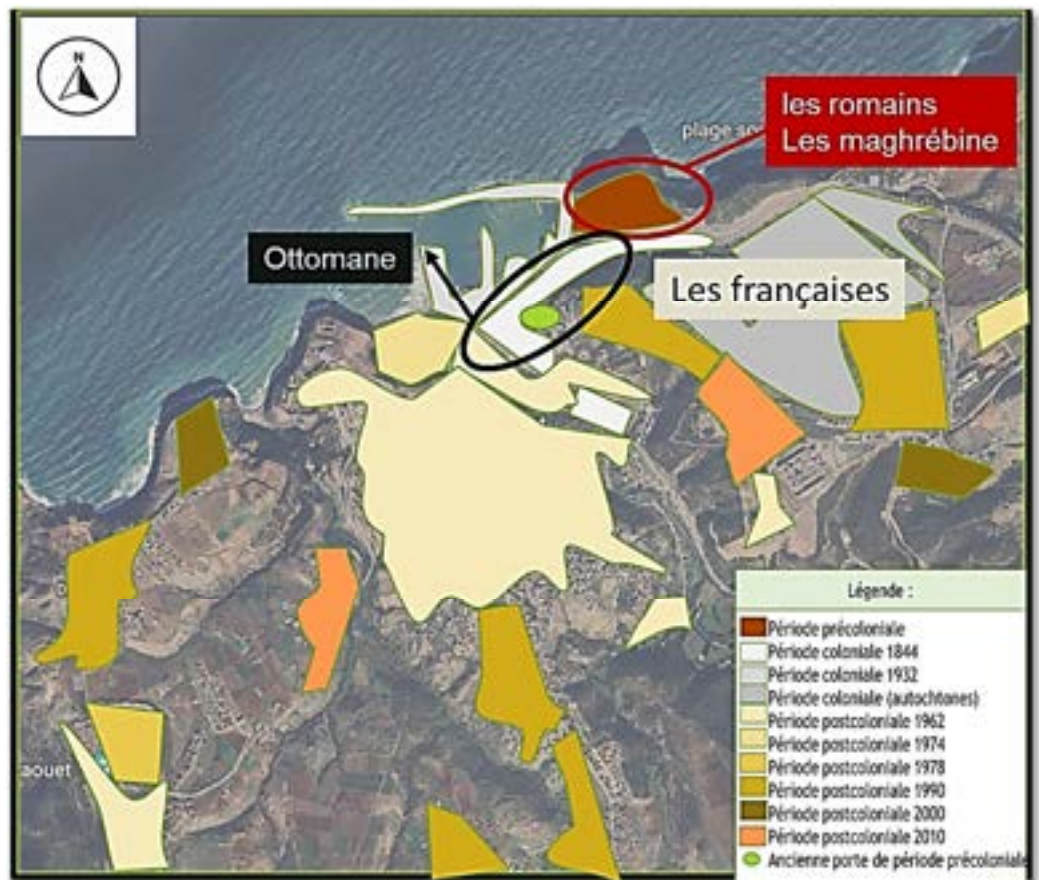 N
les romains
Les maghrébine
plage
Ottomane
Les françaises
aouet
Légende :
Période précoloniale
Période coloniale 1844
Période coloniale 1932
Période coloniale (autochtones)
Période postcoloniale 1962
Période postcoloniale 1974
Période postcoloniale 1978
Période postcoloniale 1990
Période postcoloniale 2000
Période postcoloniale 2010
Ancienne porte de période précoloniale